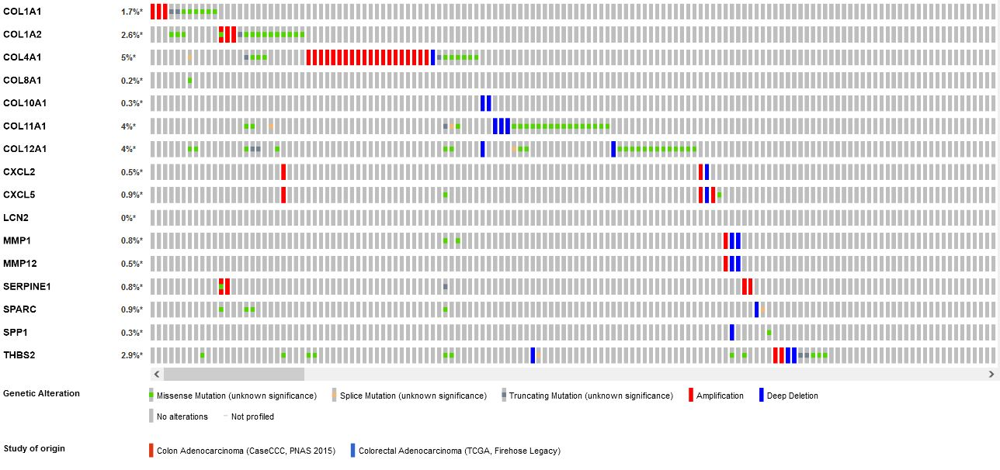 COL1A1 1.7%*
COL1A2 2.6%*
COL4A1 5%*
COL8A1 0.2%*
COL10A1 0.3%*
COL11A1 4%*
COL12A1 4%*
CXCL2 0.5%*
CXCL5 0.9%*
LCN2 0%*
MMP1 0.8%*
MMP12 0.5%*
SERPINE1 0.8%*
SPARC 0.9%*
SPP1 0.3%*
THBS2 2.9%*
Genetic Alteration Missense Mutation (unknown significance) Splice Mutation (unknown significance) Truncating Mutation (unknown significance) Amplification Deep Deletion
No alterations Not profiled
Study of origin Colon Adenocarcinoma (CaseCCC, PNAS 2015) Colorectal Adenocarcinoma (TCGA, Firehose Legacy)